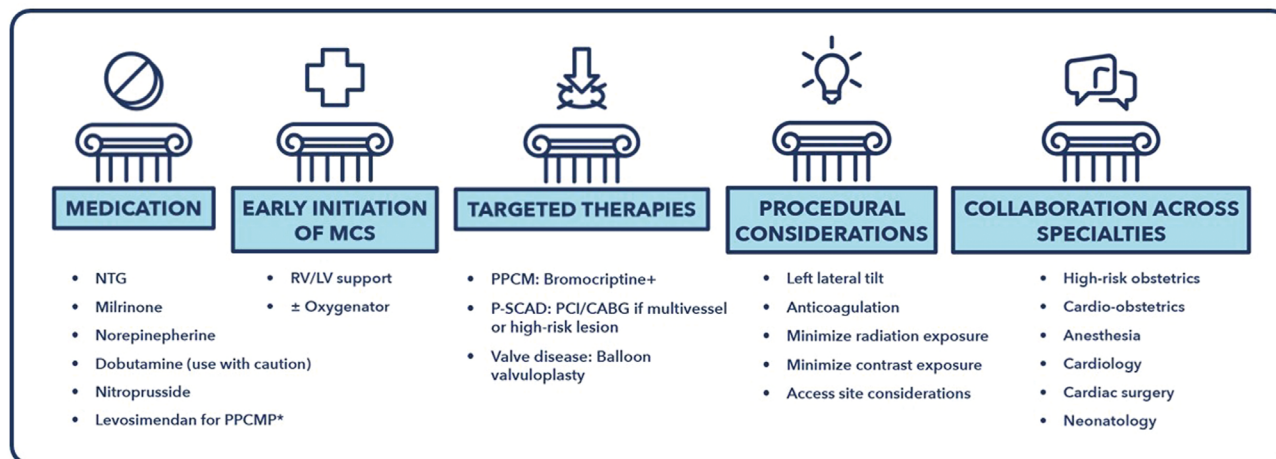 MEDICATION
NTG
Milrinone
Norepinepherine
Dobutamine (use with caution)
Nitroprusside
Levosimendan for PPCMP*
EARLY INITIATION
OF MCS
RV/LV support
± Oxygenator
TARGETED THERAPIES
PPCM: Bromocriptine+
P-SCAD: PCI/CABG if multivessel
or high-risk lesion
Valve disease: Balloon
valvuloplasty
PROCEDURAL
CONSIDERATIONS
Left lateral tilt
Anticoagulation
Minimize radiation exposure
Minimize contrast exposure
Access site considerations
COLLABORATION ACROSS
SPECIALTIES
High-risk obstetrics
Cardio-obstetrics
Anesthesia
Cardiology
Cardiac surgery
Neonatology